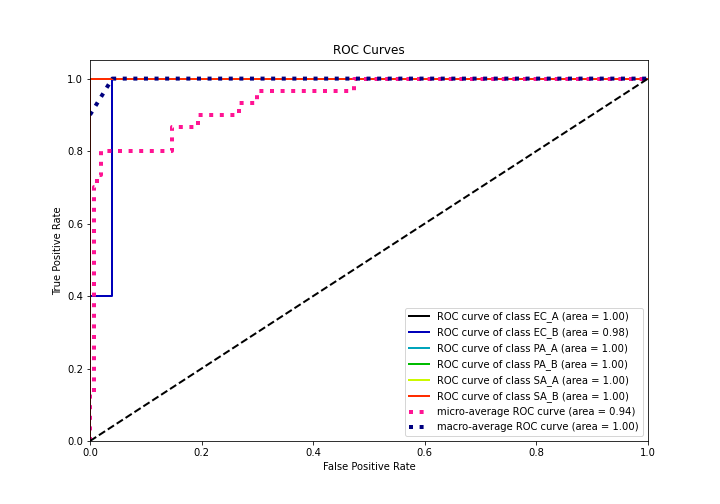 ROC Curves
True Positive Rate
1.0
0.8
0.6
0.4
0.2
0.0
ROC curve of class EC_A (area = 1.00)
ROC curve of class EC_B (area = 0.98)
ROC curve of class PA_A (area = 1.00)
ROC curve of class PA_B (area = 1.00)
ROC curve of class SA_A (area = 1.00)
ROC curve of class SA_B (area = 1.00)
micro-average ROC curve (area = 0.94)
macro-average ROC curve (area = 1.00)
0.0 0.2 0.4 0.6 0.8 1.0
False Positive Rate